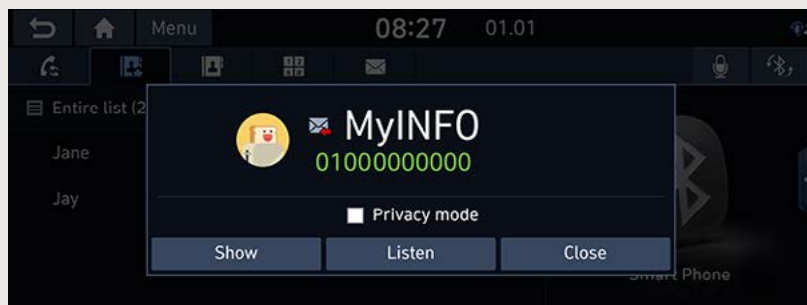 Menu 08:27 01.01
Entire list (2
Jane
Jay
MyINFO
01000000000
Privacy mode
Show Listen Close
Smart Phone